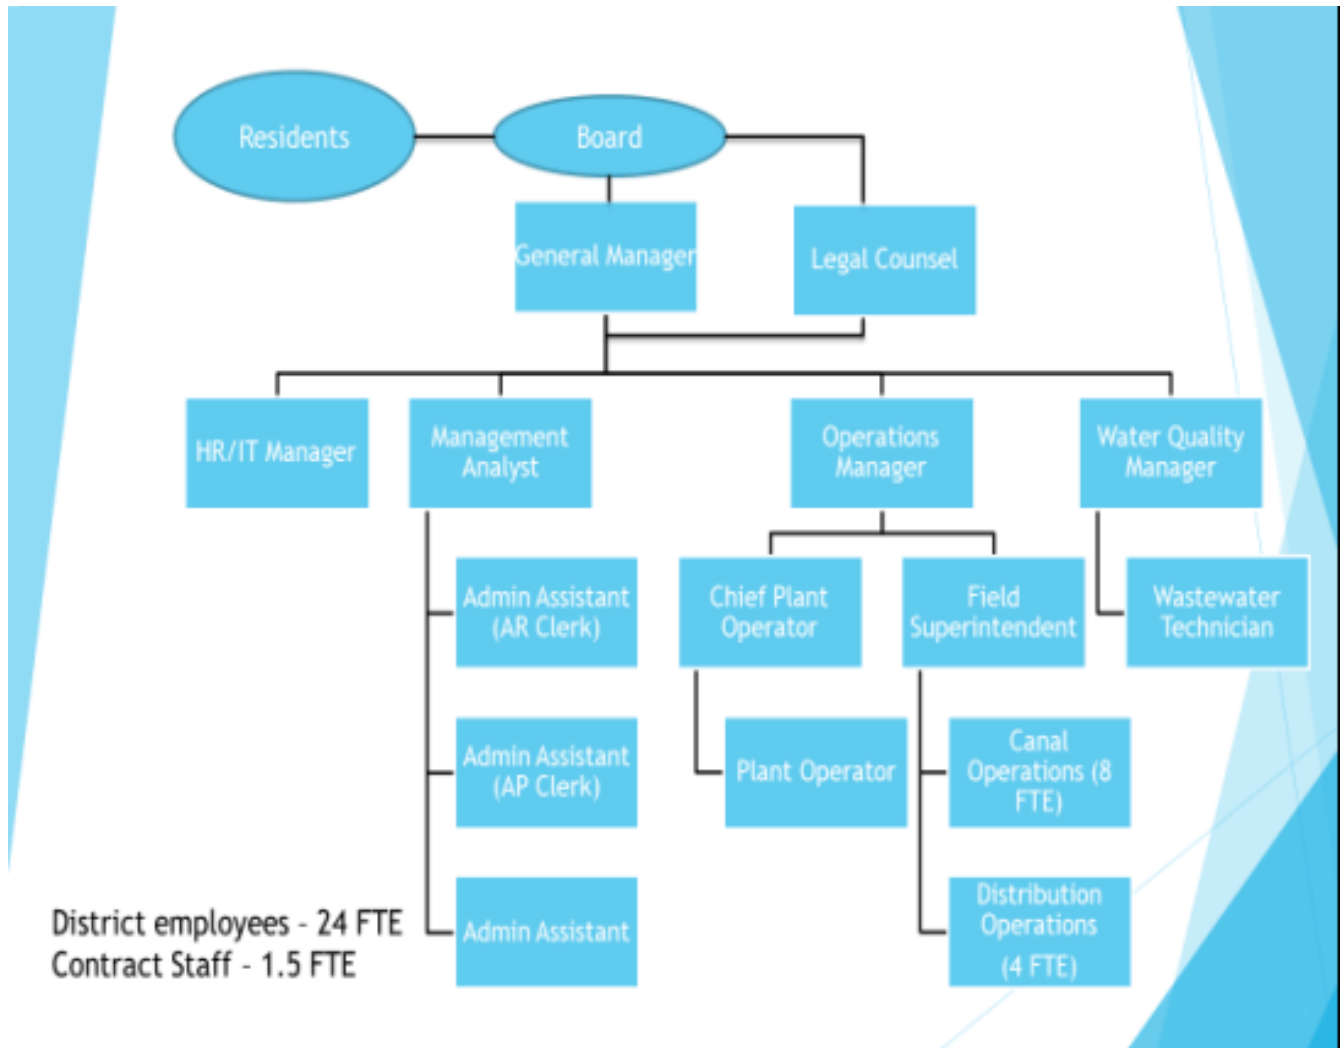 Residents
Board
General Manager
Legal Counsel
HR/IT Manager
Management
Analyst
Operations
Manager
Water Quality
Manager
Admin Assistant
(AR Clerk)
Chief Plant
Operator
Field
Superintendent
Wastewater
Technician
Admin Assistant
(AP Clerk)
Plant Operator
Canal
Operations (8
FTE)
Admin Assistant
Distribution
Operations
(4 FTE)
District employees - 24 FTE
Contract Staff - 1.5 FTE